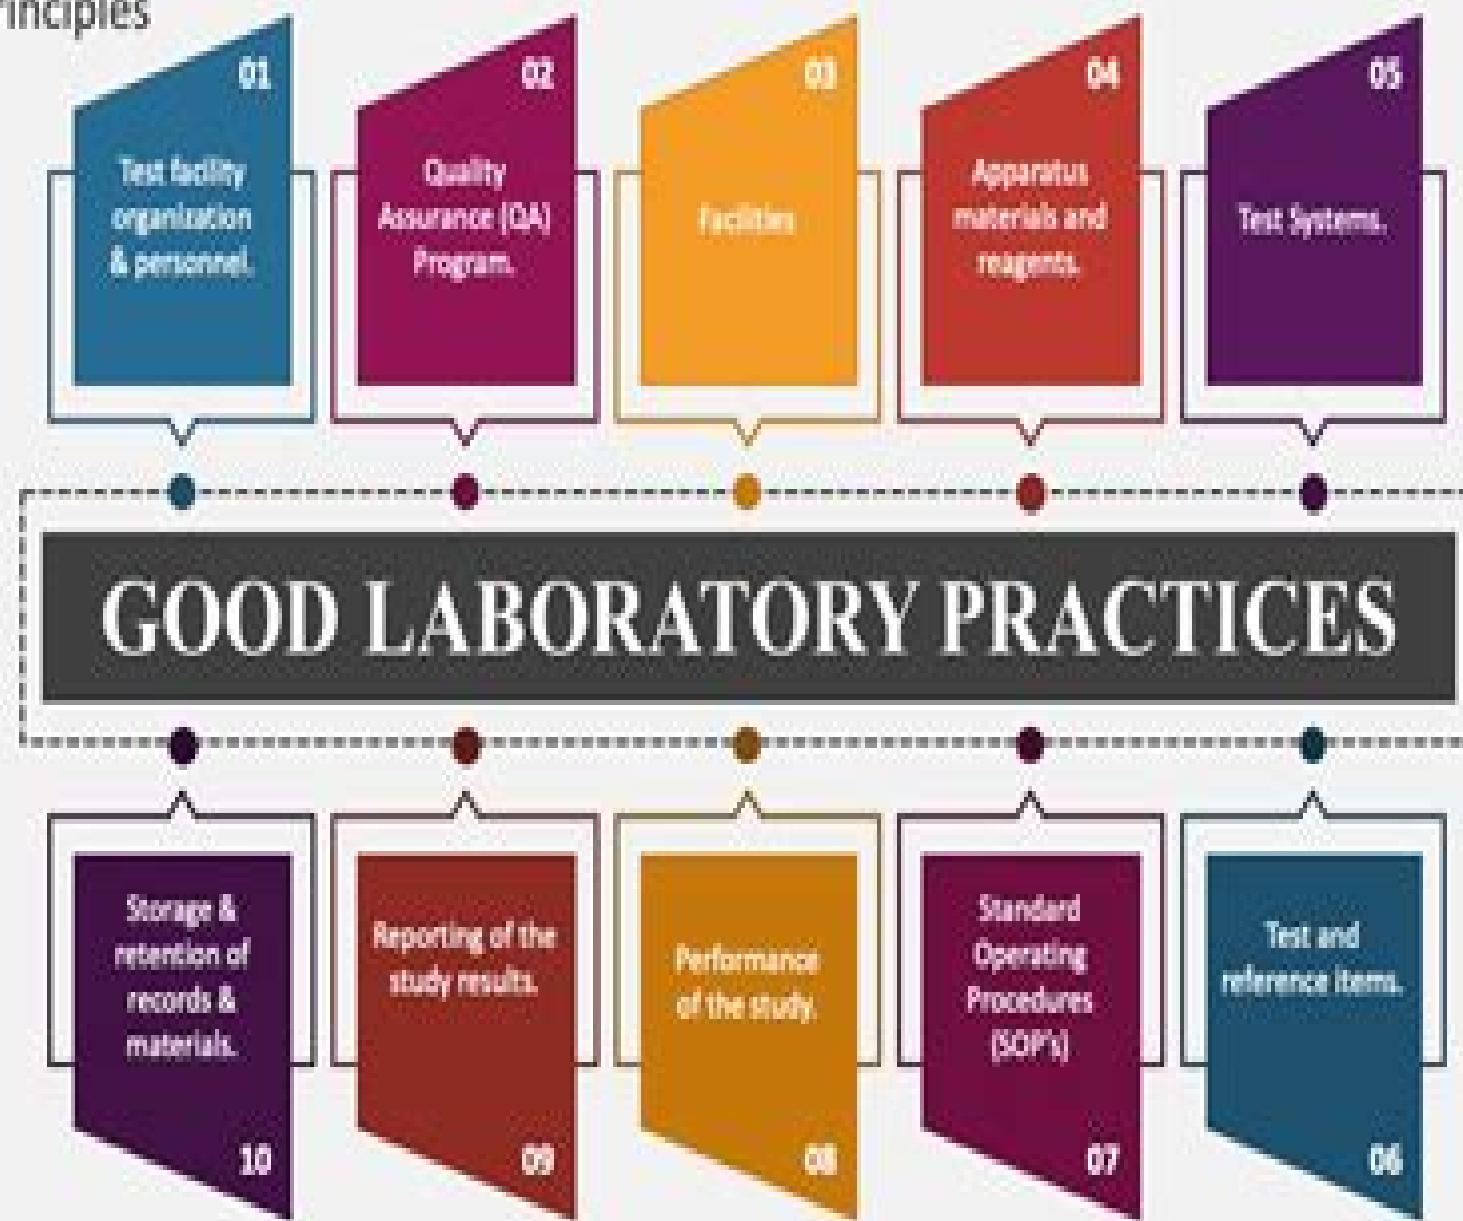 rinciples
01
Test facility
organization
& personnel.
02
Quality
Assurance (QA)
Program.
03
Facilities
04
Apparatus
materials and
reagents.
05
Test Systems.
GOOD LABORATORY PRACTICES
Storage &
retention of
records &
materials.
10
Reporting of the
study results.
09
Performance
of the study.
08
Standard
Operating
Procedures
(SOP's)
07
Test and
reference items.
06